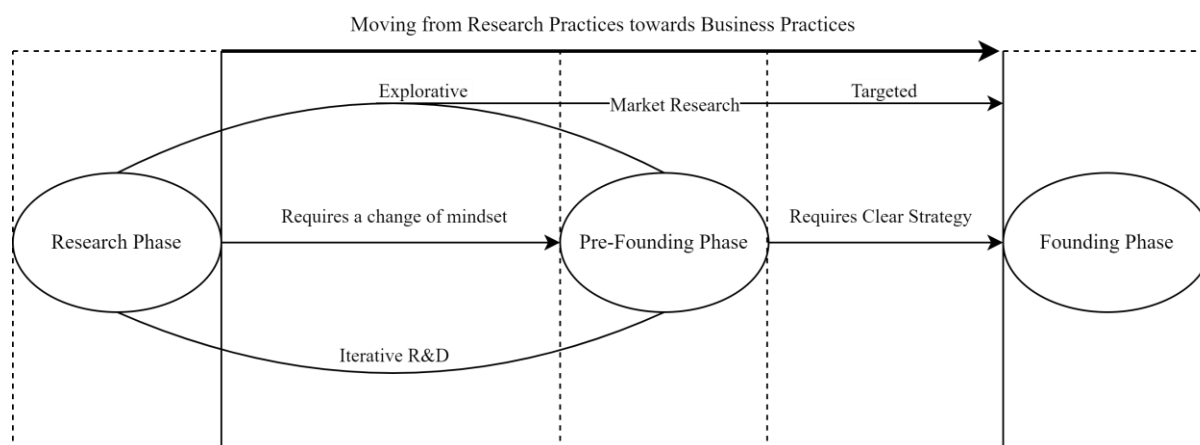 Moving from Research Practices towards Business Practices
Explorative
Market Research
Targeted
Requires a change of mindset
Requires Clear Strategy
Research Phase
Pre-Founding Phase
Founding Phase
Iterative R&D